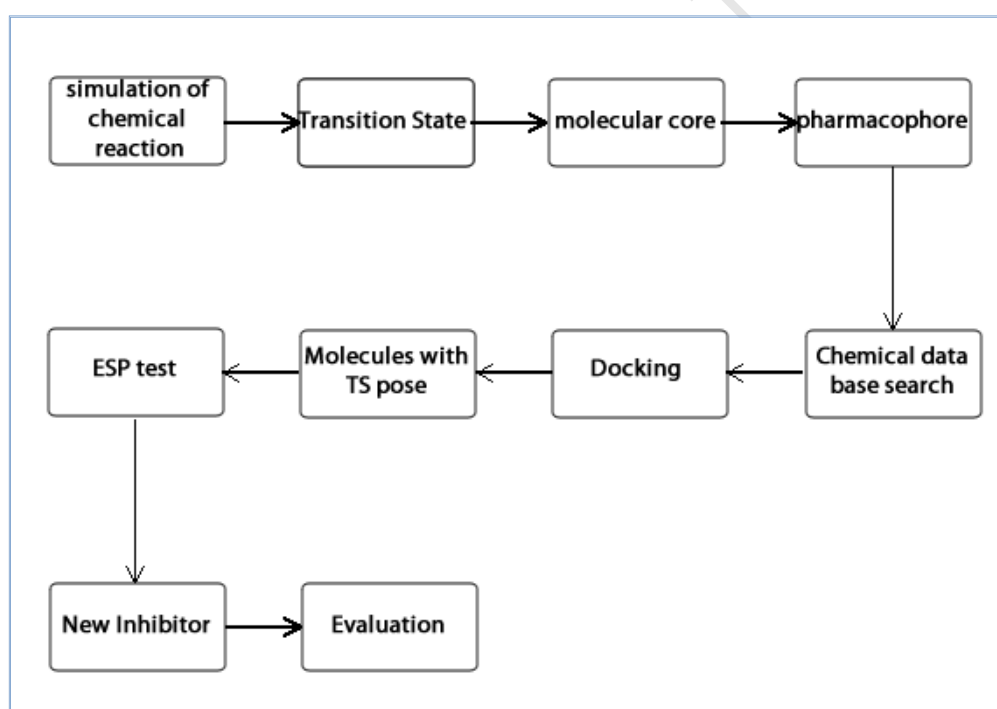 simulation of
chemical
reaction
Transition State
molecular core
pharmacophore
ESP test
Molecules with
TS pose
Docking
Chemical data
base search
New Inhibitor
Evaluation